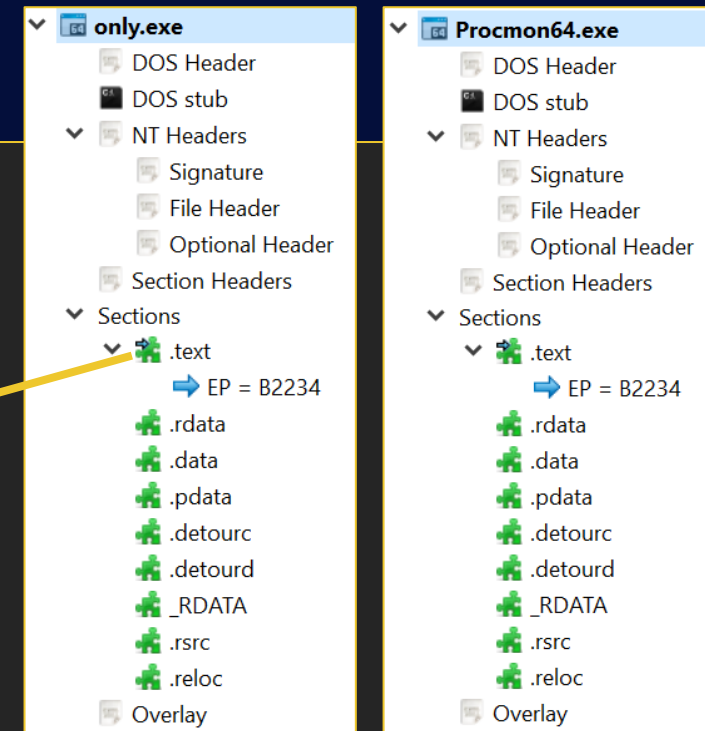 only.exe
DOS Header
DOS stub
NT Headers
Signature
File Header
Optional Header
Section Headers
Sections
.text
EP = B2234
.rdata
.data
.pdata
.detourc
.detourd
_RDATA
.rsrc
.reloc
Overlay
Procmon64.exe
DOS Header
DOS stub
NT Headers
Signature
File Header
Optional Header
Section Headers
Sections
.text
EP = B2234
.rdata
.data
.pdata
.detourc
.detourd
_RDATA
.rsrc
.reloc
Overlay